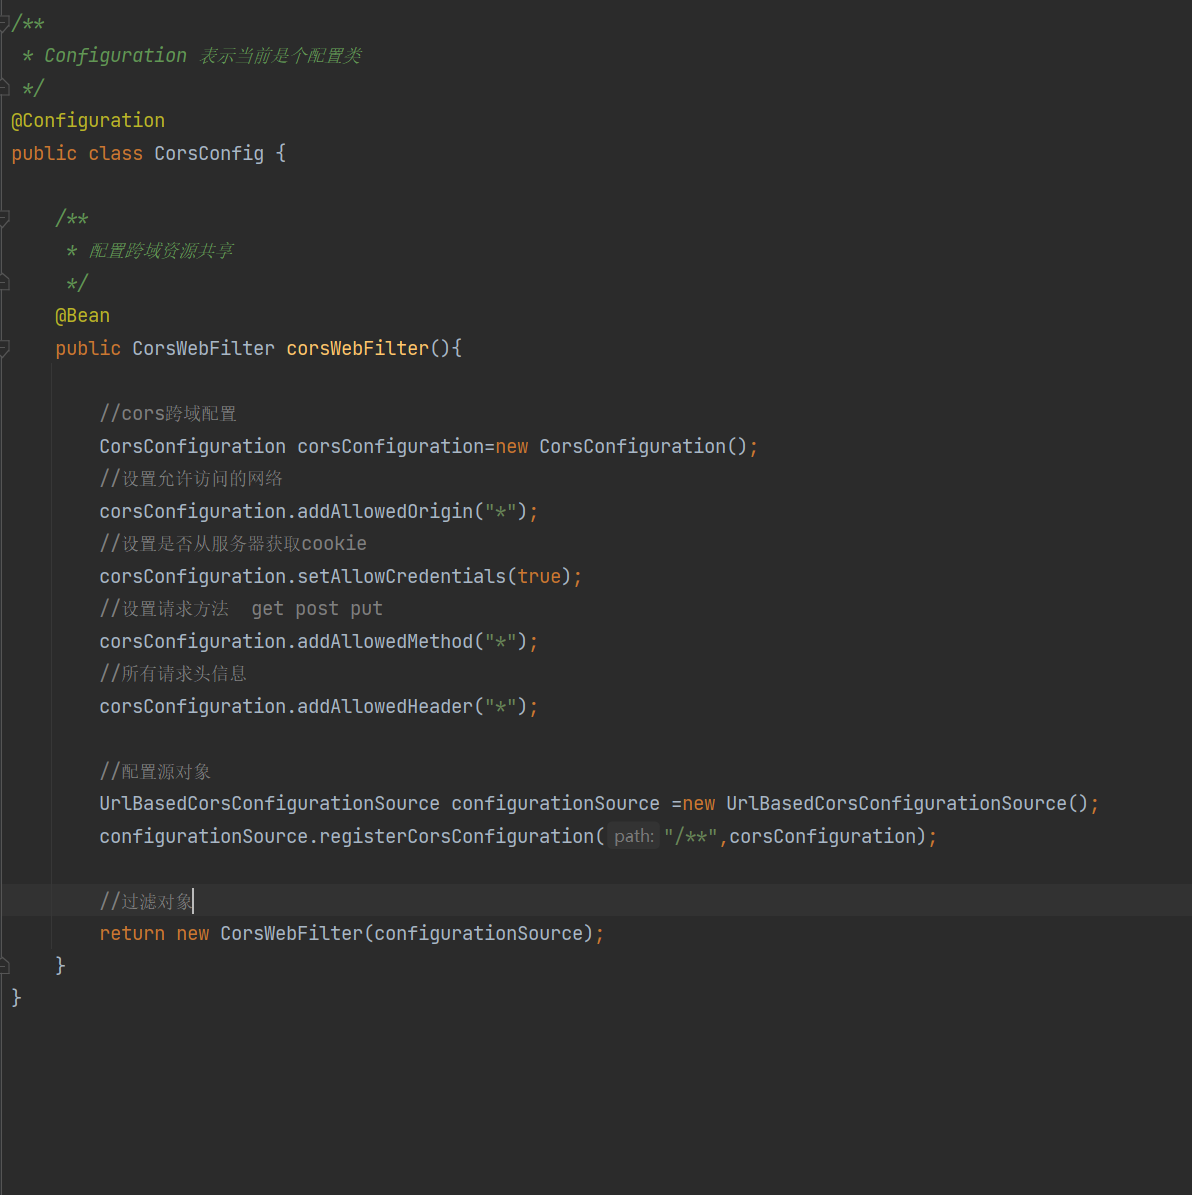 /**
 * Configuration 表示当前是个配置类
 */
@Configuration
public class CorsConfig {
    /**
     * 配置跨域资源共享
     */
    @Bean
    public CorsWebFilter corsWebFilter(){
        //cors跨域配置
        CorsConfiguration corsConfiguration=new CorsConfiguration();
        //设置允许访问的网络
        corsConfiguration.addAllowedOrigin("*");
        //设置是否从服务器获取cookie
        corsConfiguration.setAllowCredentials(true);
        //设置请求方法  get post put
        corsConfiguration.addAllowedMethod("*");
        //所有请求头信息
        corsConfiguration.addAllowedHeader("*");
        //配置源对象
        UrlBasedCorsConfigurationSource configurationSource =new UrlBasedCorsConfigurationSource();
        configurationSource.registerCorsConfiguration( path: "/**",corsConfiguration);
        //过滤对象
        return new CorsWebFilter(configurationSource);
    }
}